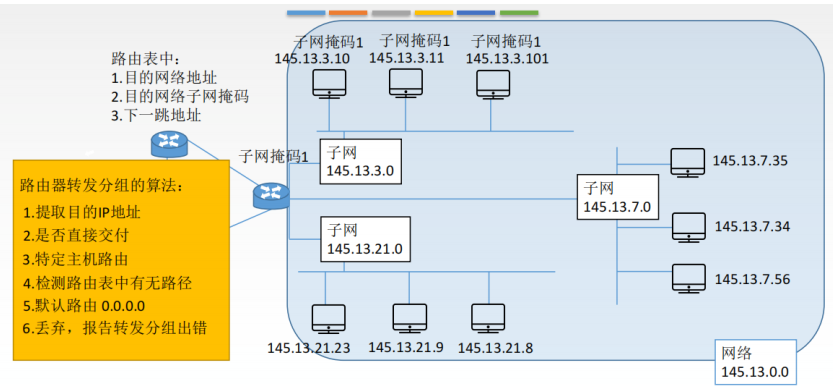 路由表中：
1.目的网络地址
2.目的网络子网掩码
3.下一跳地址
子网掩码1
145.13.3.10
子网掩码1
145.13.3.11
子网掩码1
145.13.3.101
子网掩码1
子网
145.13.3.0
路由器转发分组的算法：
1.提取目的IP地址
2.是否直接交付
3.特定主机路由
4.检测路由表中有无路径
5.默认路由 0.0.0.0
6.丢弃，报告转发分组出错
子网
145.13.21.0
子网
145.13.7.0
145.13.7.35
145.13.7.34
145.13.7.56
145.13.21.23
145.13.21.9
145.13.21.8
网络
145.13.0.0